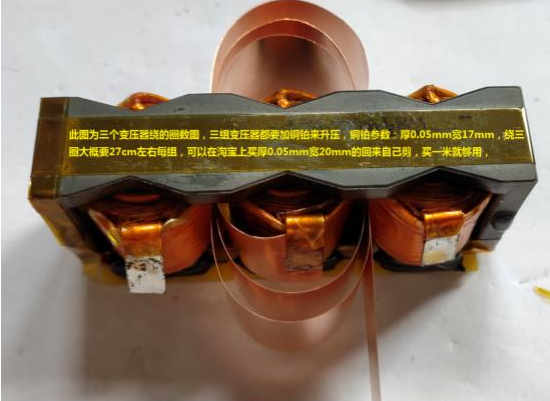 此图为三个变压器绕的圈数图，三组变压器都要加铜铂来升压，铜铂参数：厚0.05mm宽17mm，绕三
圈大概要27cm左右每组，可以在淘宝上买厚0.05mm宽20mm的回来自己剪，买一米就够用，